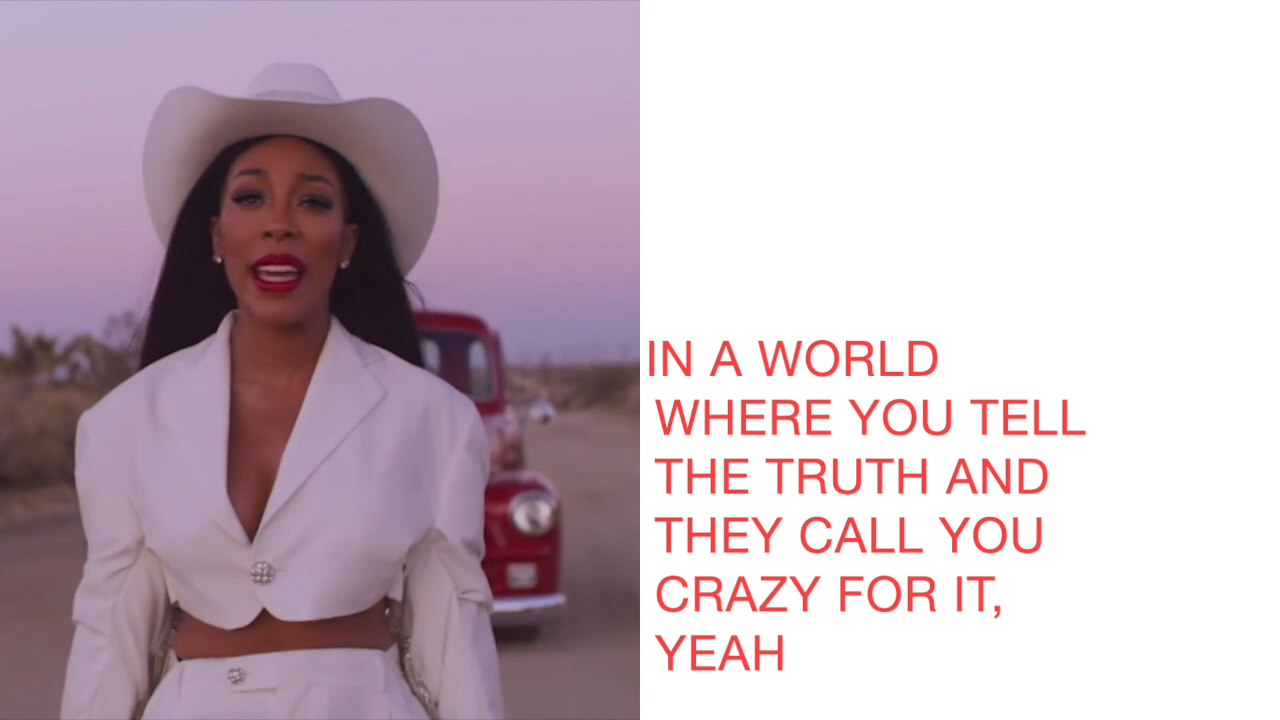 IN A WORLD
WHERE YOU TELL
THE TRUTH AND
THEY CALL YOU
CRAZY FOR IT,
YEAH